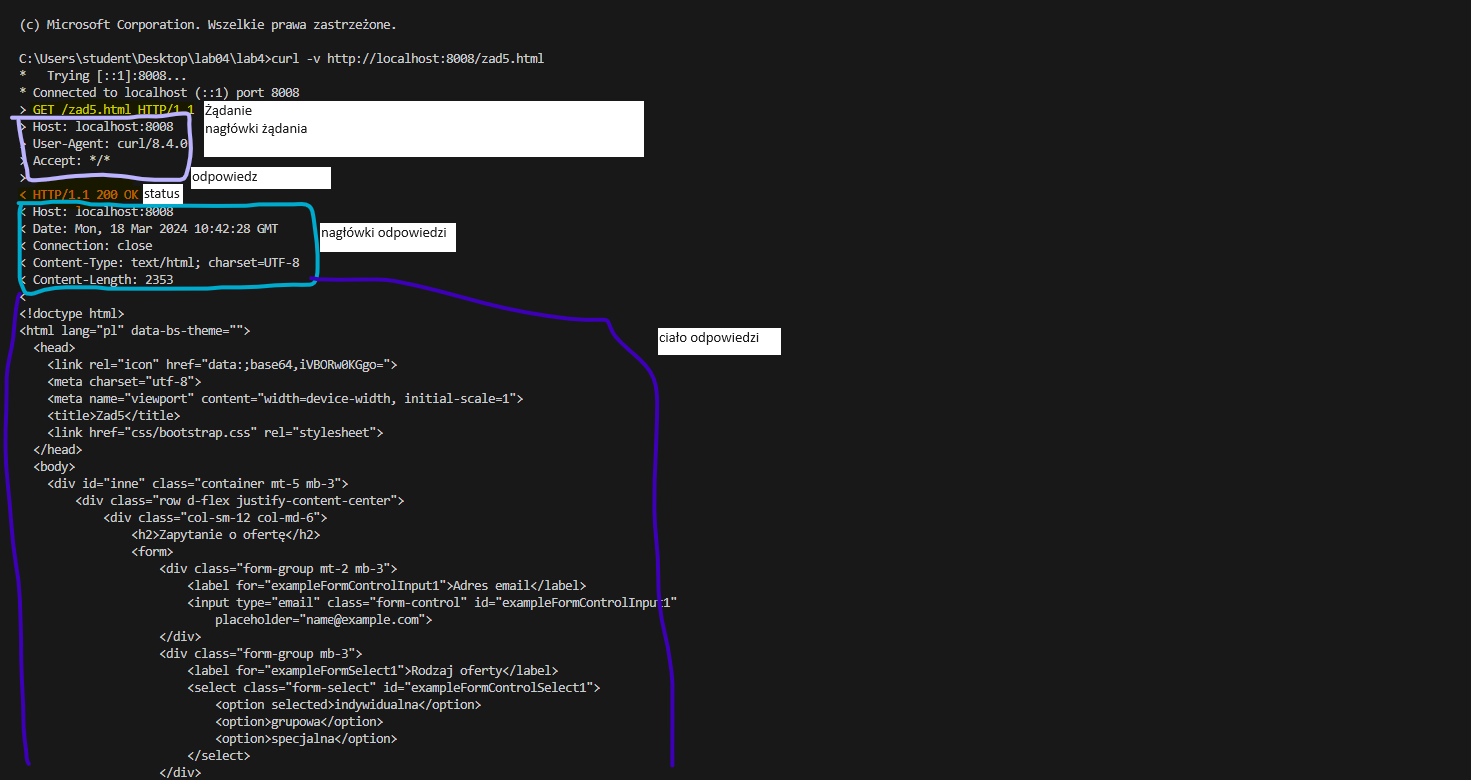 (c) Microsoft Corporation. Wszelkie prawa zastrzeżone.
C:\Users\student\Desktop\lab04\lab4>curl -v http://localhost:8008/zad5.html
*   Trying [::1]:8008...
* Connected to localhost (::1) port 8008
> GET /zad5.html HTTP/1.1 Żądanie
> Host: localhost:8008 nagłówki żądania
> User-Agent: curl/8.4.0
> Accept: */*
> odpowiedz
< HTTP/1.1 200 OK status
< Host: localhost:8008
< Date: Mon, 18 Mar 2024 10:42:28 GMT nagłówki odpowiedzi
< Connection: close
< Content-Type: text/html; charset=UTF-8
< Content-Length: 2353
<
<!doctype html>
<html lang="pl" data-bs-theme="">
  <head> ciało odpowiedzi
    <link rel="icon" href="data:;base64,iVBORw0KGgo=">
    <meta charset="utf-8">
    <meta name="viewport" content="width=device-width, initial-scale=1">
    <title>Zad5</title>
    <link href="css/bootstrap.css" rel="stylesheet">
  </head>
  <body>
    <div id="inne" class="container mt-5 mb-3">
        <div class="row d-flex justify-content-center">
            <div class="col-sm-12 col-md-6">
                <h2>Zapytanie o ofertę</h2>
                <form>
                    <div class="form-group mt-2 mb-3">
                        <label for="exampleFormControlInput1">Adres email</label>
                        <input type="email" class="form-control" id="exampleFormControlInput1"
                            placeholder="name@example.com">
                    </div>
                    <div class="form-group mb-3">
                        <label for="exampleFormSelect1">Rodzaj oferty</label>
                        <select class="form-select" id="exampleFormControlSelect1">
                            <option selected>indywidualna</option>
                            <option>grupowa</option>
                            <option>specjalna</option>
                        </select>
                    </div>